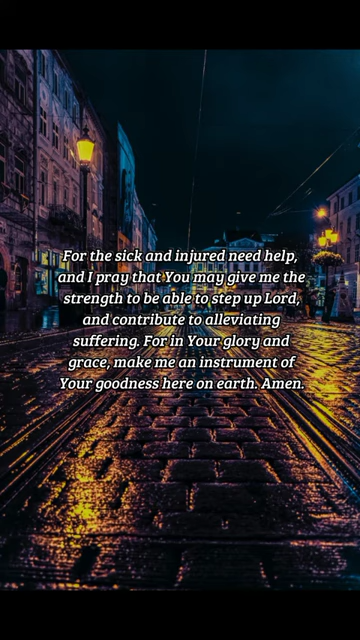 For the sick and injured need help,
and I pray that You may give me the
strength to be able to step up Lord,
and contribute to alleviating
suffering. For in Your glory and
grace, make me an instrument of
Your goodness here on earth. Amen.